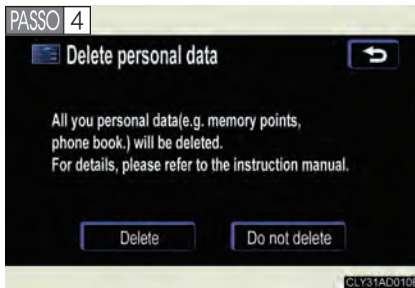 PASSO 4
Delete personal data
All you personal data(e.g. memory points,
phone book.) will be deleted.
For details, please refer to the instruction manual.
Delete
Do not delete